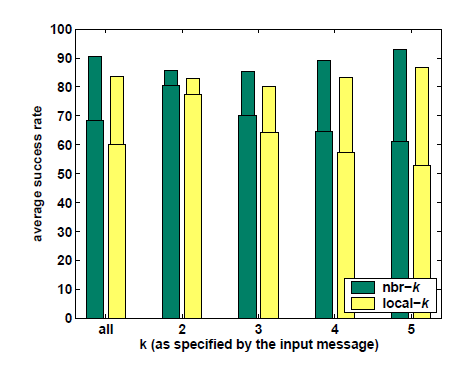 100
90
80
70
60
50
40
30
20
10
0
average success rate
all 2 3 4 5
k (as specified by the input message)
nbr−k
local−k